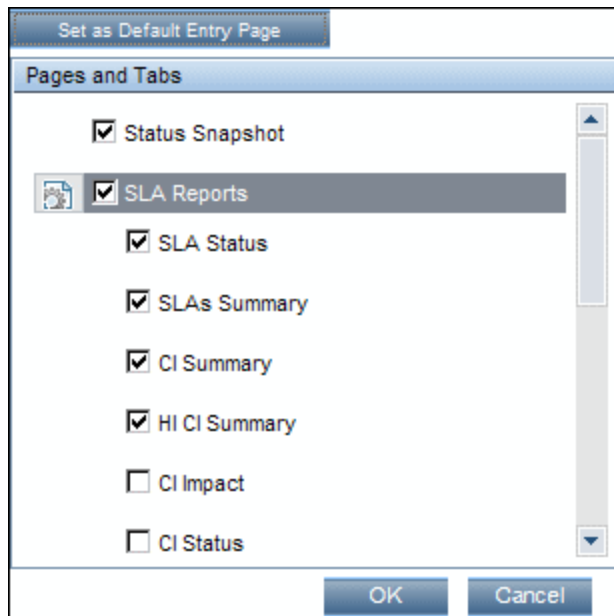 Set as Default Entry Page
Pages and Tabs
Status Snapshot
SLA Reports
SLA Status
SLAs Summary
CI Summary
HI CI Summary
CI Impact
CI Status
OK Cancel